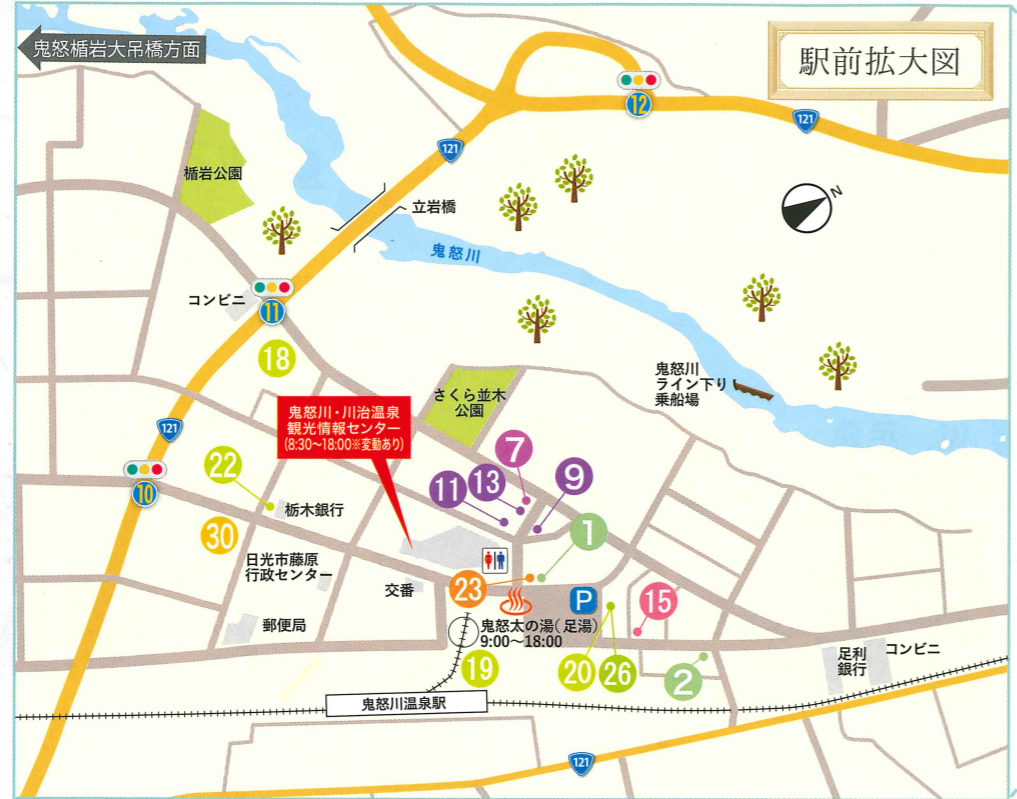 鬼怒楯岩大吊橋方面
駅前拡大図
12
121
121
楯岩公園
立岩橋
N
鬼怒川
コンビニ
11
18
鬼怒川
ライン下り
乗船場
さくら並木
公園
鬼怒川・川治温泉
観光情報センター
(8:30〜18:00※変動あり)
121
7
22
10
11
13
9
栃木銀行
30
1
日光市藤原
行政センター
交番
23
P
15
郵便局
鬼怒太の湯(足湯)
9:00〜18:00
19
20
26
2
足利
銀行
コンビニ
鬼怒川温泉駅
121